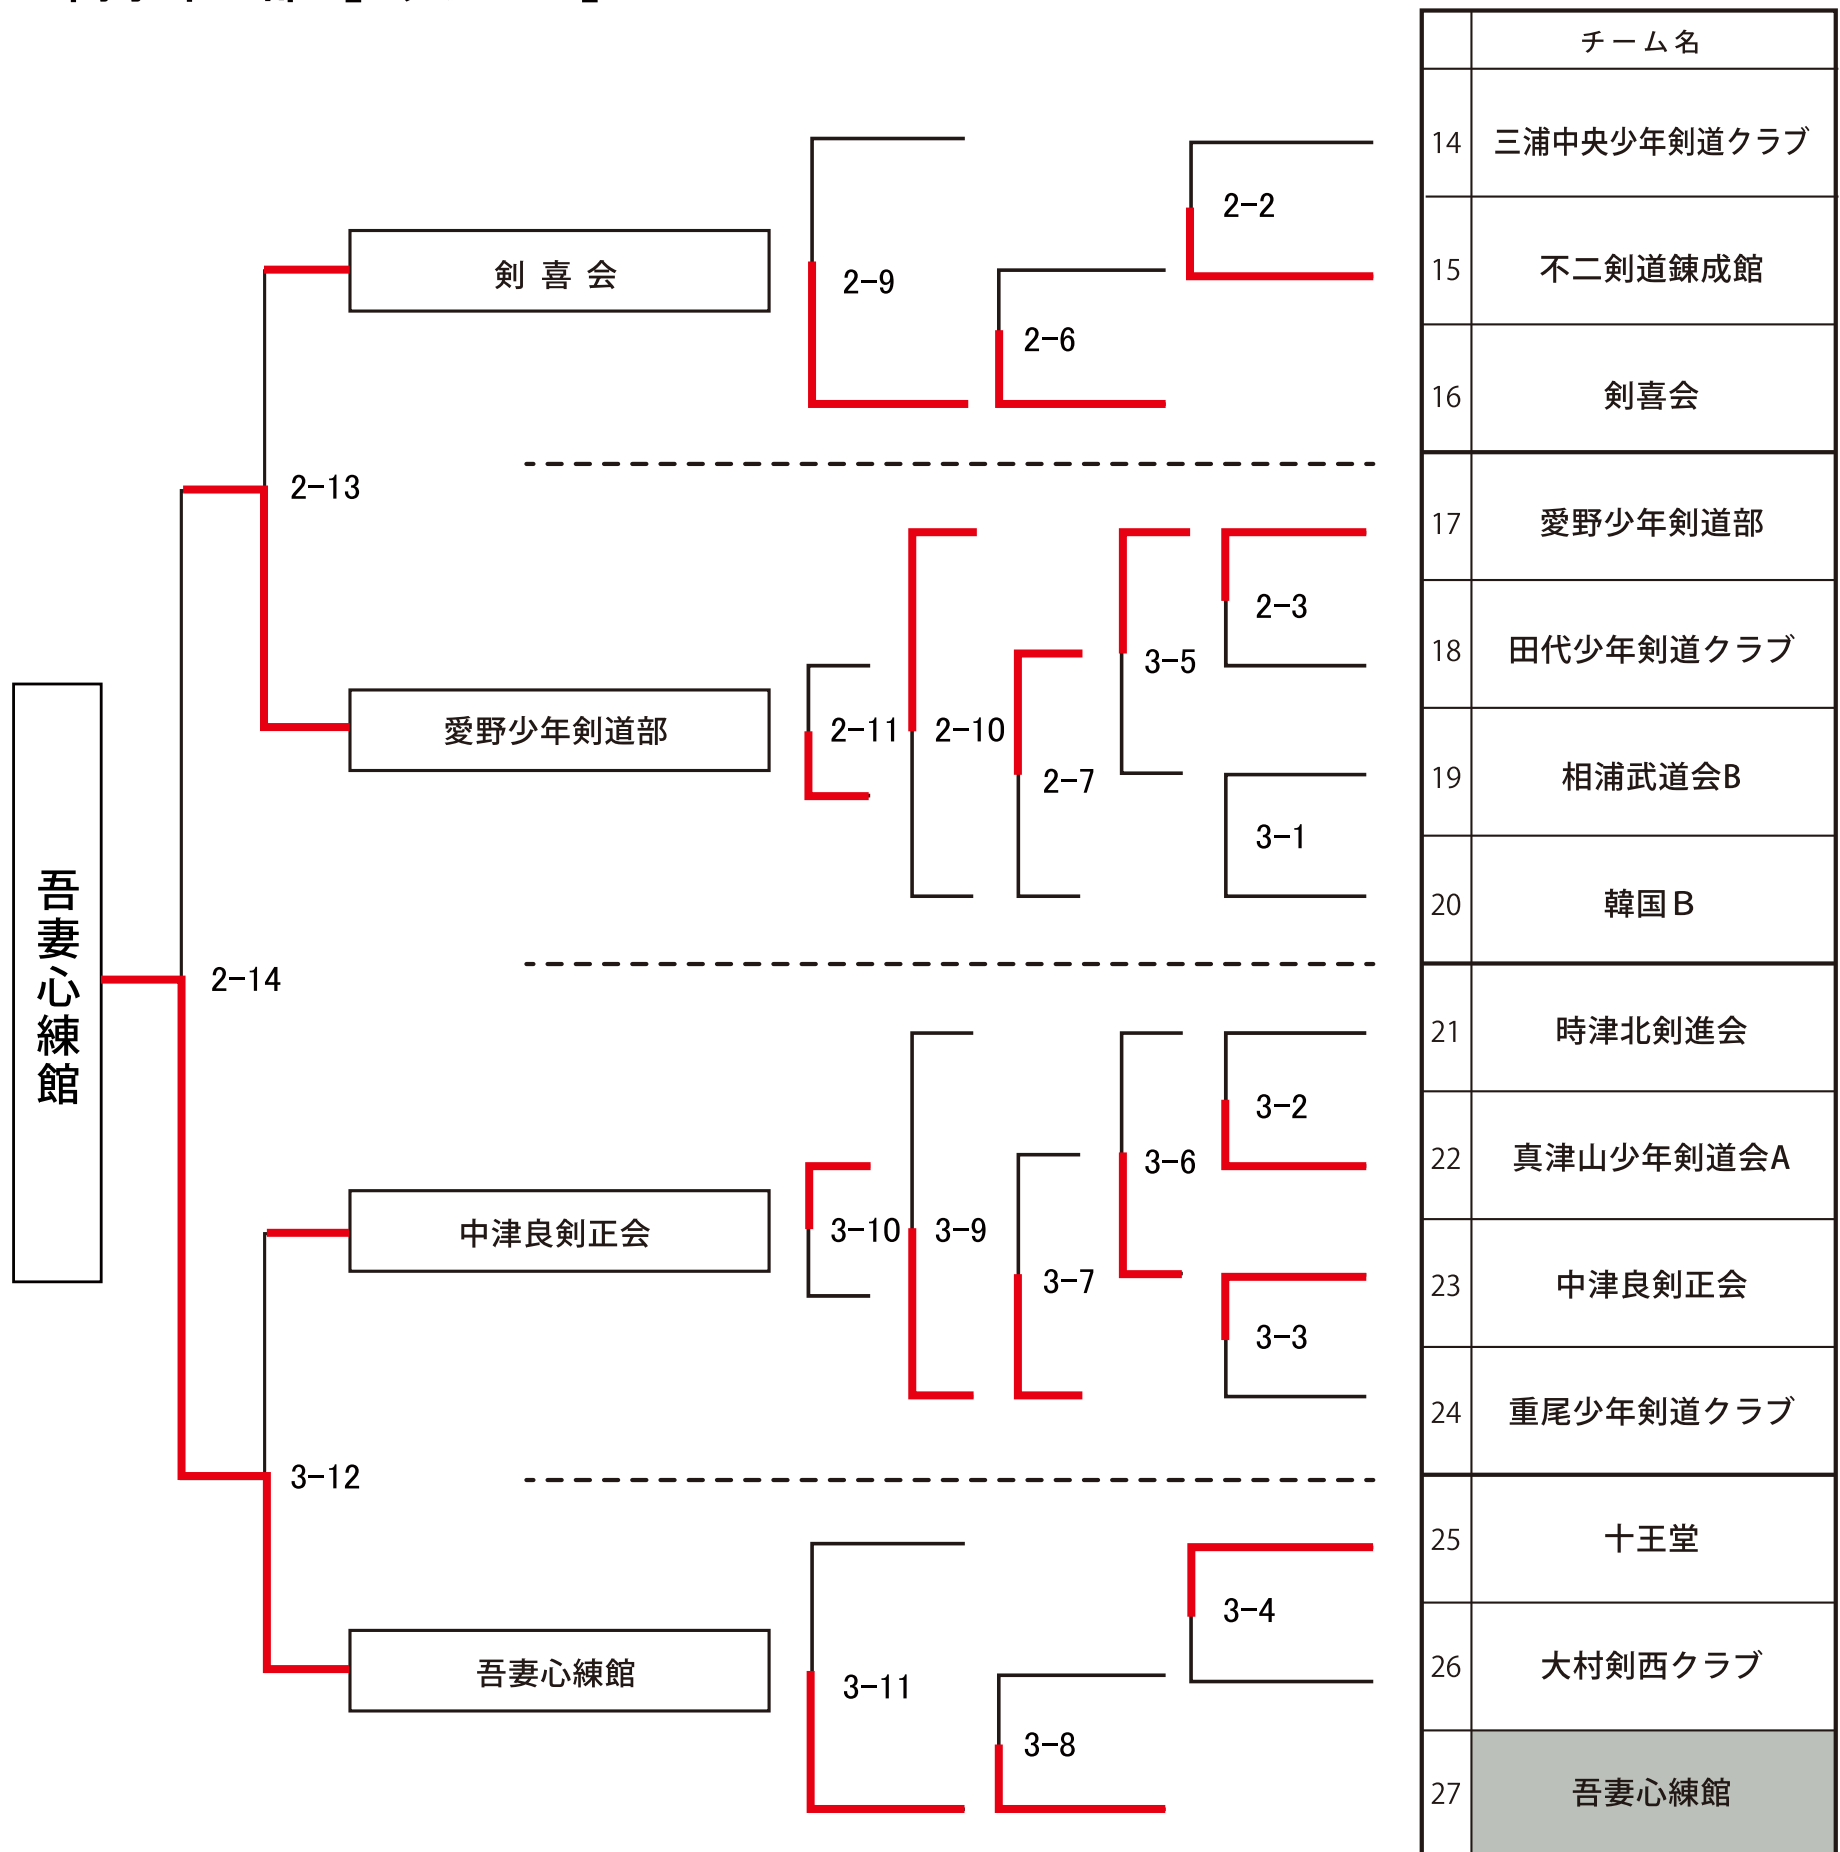 チーム名
14 三浦中央少年剣道クラブ
15 不二剣道錬成館
16 剣喜会
17 愛野少年剣道部
18 田代少年剣道クラブ
19 相浦武道会B
20 韓国B
21 時津北剣進会
22 真津山少年剣道会A
23 中津良剣正会
24 重尾少年剣道クラブ
25 十王堂
26 大村剣西クラブ
27 吾妻心練館
2-2
2-9
剣喜会
2-6
2-13
2-3
3-5
愛野少年剣道部
2-11
2-10
2-7
3-1
吾妻心練館
2-14
3-2
3-6
中津良剣正会
3-10
3-9
3-7
3-3
3-12
3-4
吾妻心練館
3-11
3-8